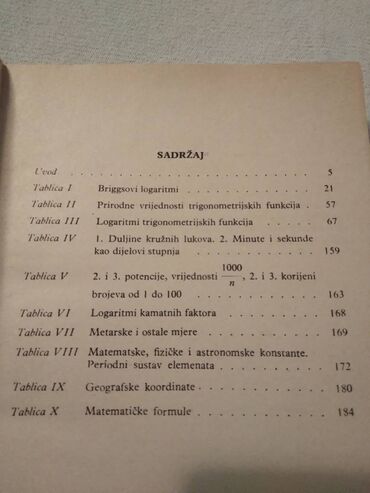 SADRŽAJ
Uvod . . . . . . . . . . . . . . . . . . 5
Tablica I Briggsovi logaritmi . . . . . . . . . . . 21
Tablica II Prirodne vrijednosti trigonometrijskih funkcija . 57
Tablica III Logaritmi trigonometrijskih funkcija . . . . 67
Tablica IV 1. Duljine kružnih lukova. 2. Minute i sekunde
kao dijelovi stupnja . . . . . . . . . . . 159
Tablica V 2. i 3. potencije, vrijednosti 1000/n, 2. i 3. korijeni
brojeva od 1 do 100 . . . . . . . . . . . 163
Tablica VI Logaritmi kamatnih faktora . . . . . . . 168
Tablica VII Metarske i ostale mjere . . . . . . . . . 169
Tablica VIII Matematske, fizičke i astronomske konstante.
Periodni sustav elemenata . . . . . . . . 172
Tablica IX Geografske koordinate . . . . . . . . . . 180
Tablica X Matematičke formule . . . . . . . . . . 184